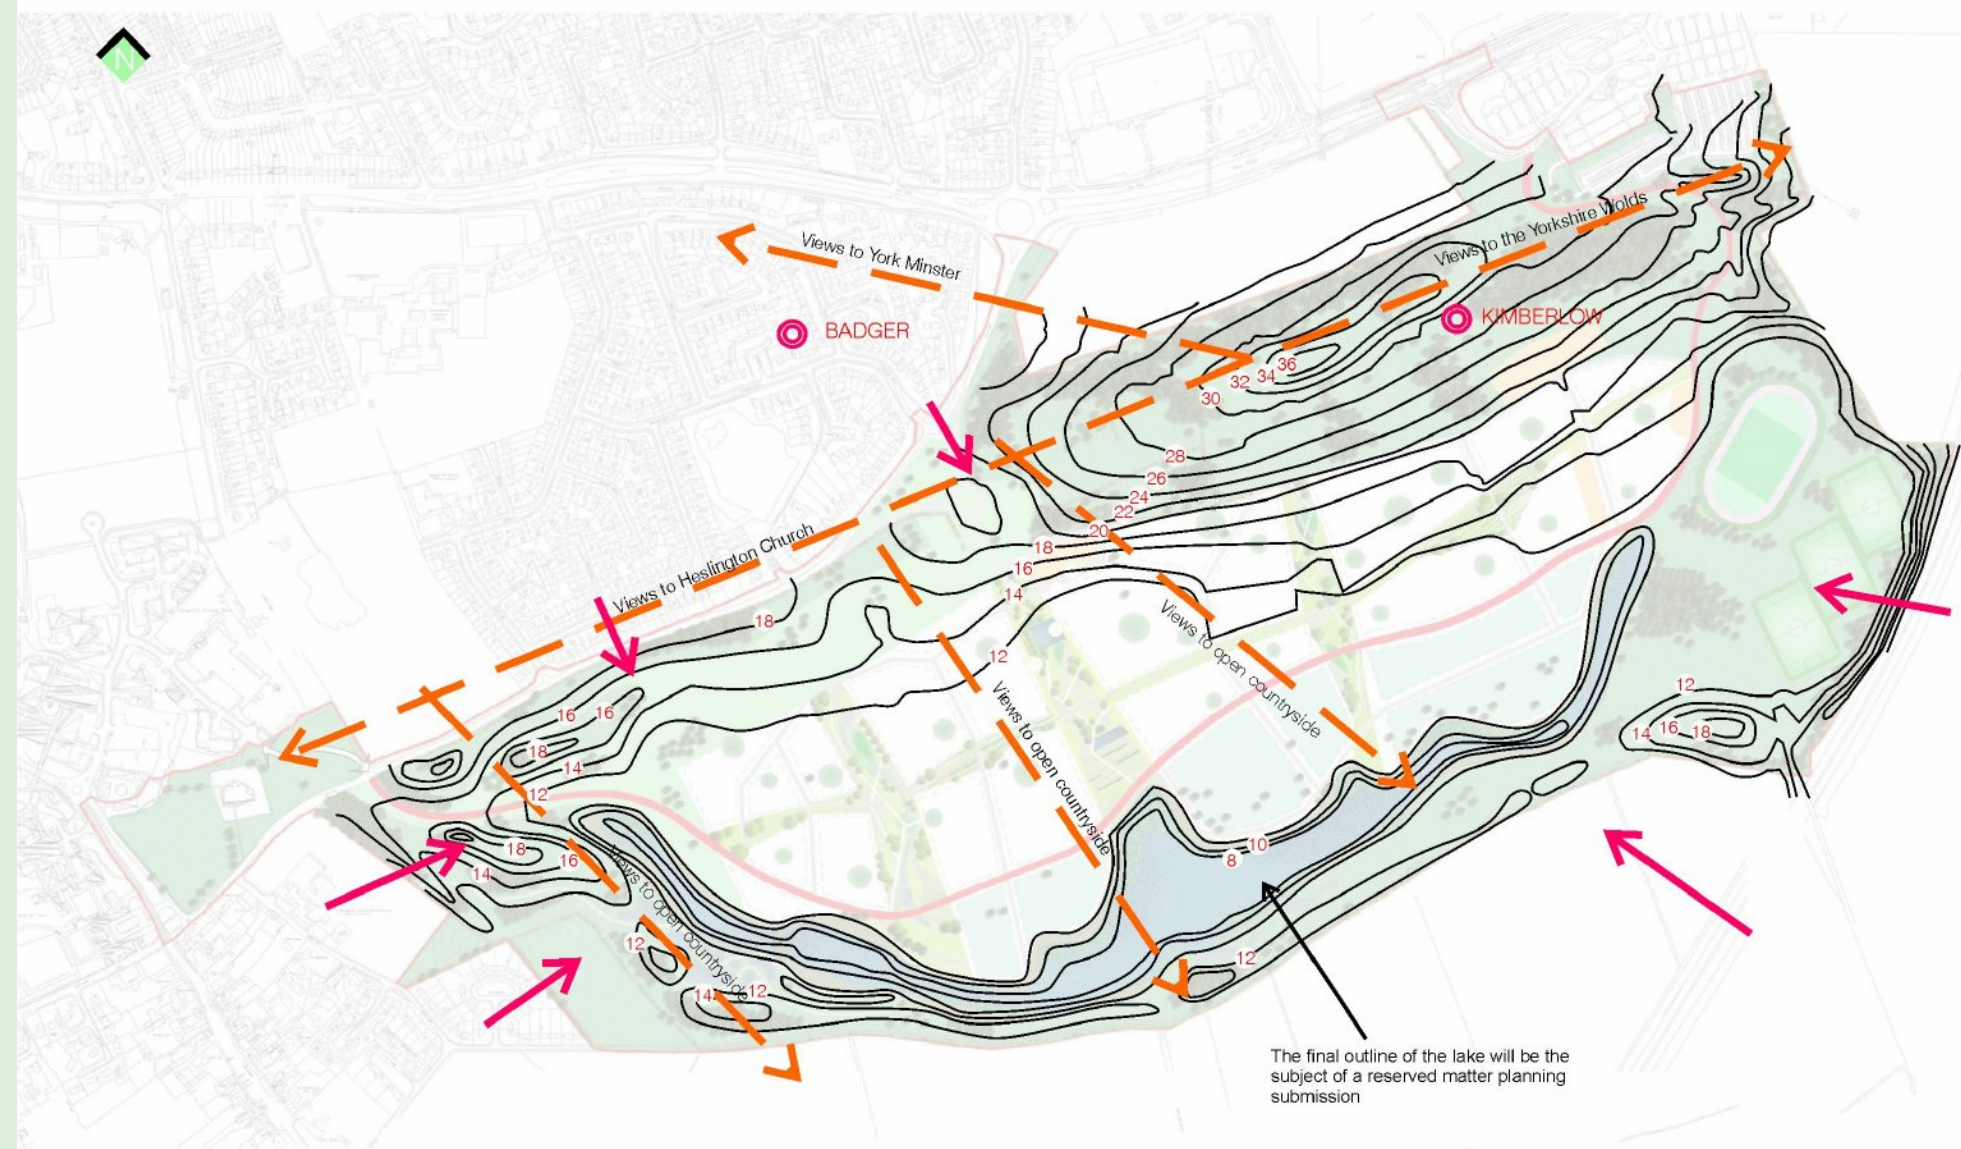 N
Views to York Minster
Views to the Yorkshire Wolds
BADGER
KIMBERLOW
36
34
32
30
28
26
24
22
20
18
16
14
12
Views to Heslington Church
18
Views to open countryside
Views to open countryside
16
16
18
14
12
12
14
16
18
18
16
14
10
8
Views to open countryside
12
14
12
12
The final outline of the lake will be the
subject of a reserved matter planning
submission